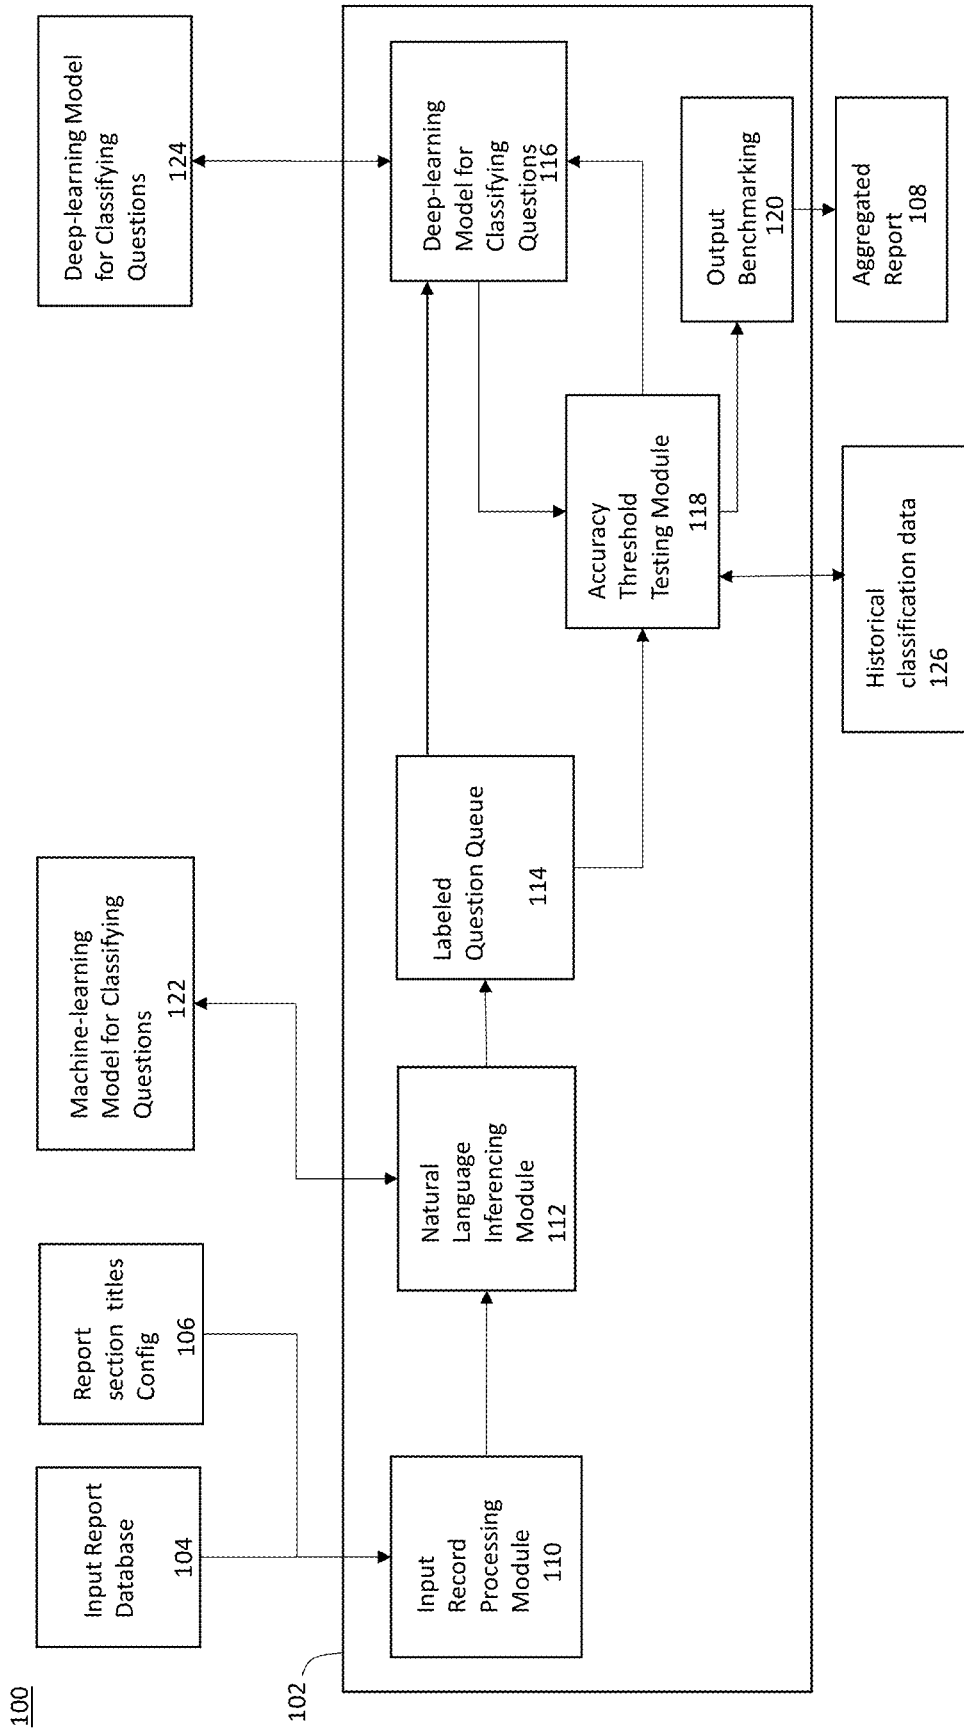 100
Input Report
Database
104
Report
section titles
Config
106
Machine-learning
Model for Classifying
Questions
122
Deep-learning Model
for Classifying
Questions
124
102
Input
Record
Processing
Module
110
Natural
Language
Inferencing
Module
112
Labeled
Question Queue
114
Deep-learning
Model for
Classifying
Questions
116
Accuracy
Threshold
Testing Module
118
Output
Benchmarking
120
Historical
classification data
126
Aggregated
Report
108